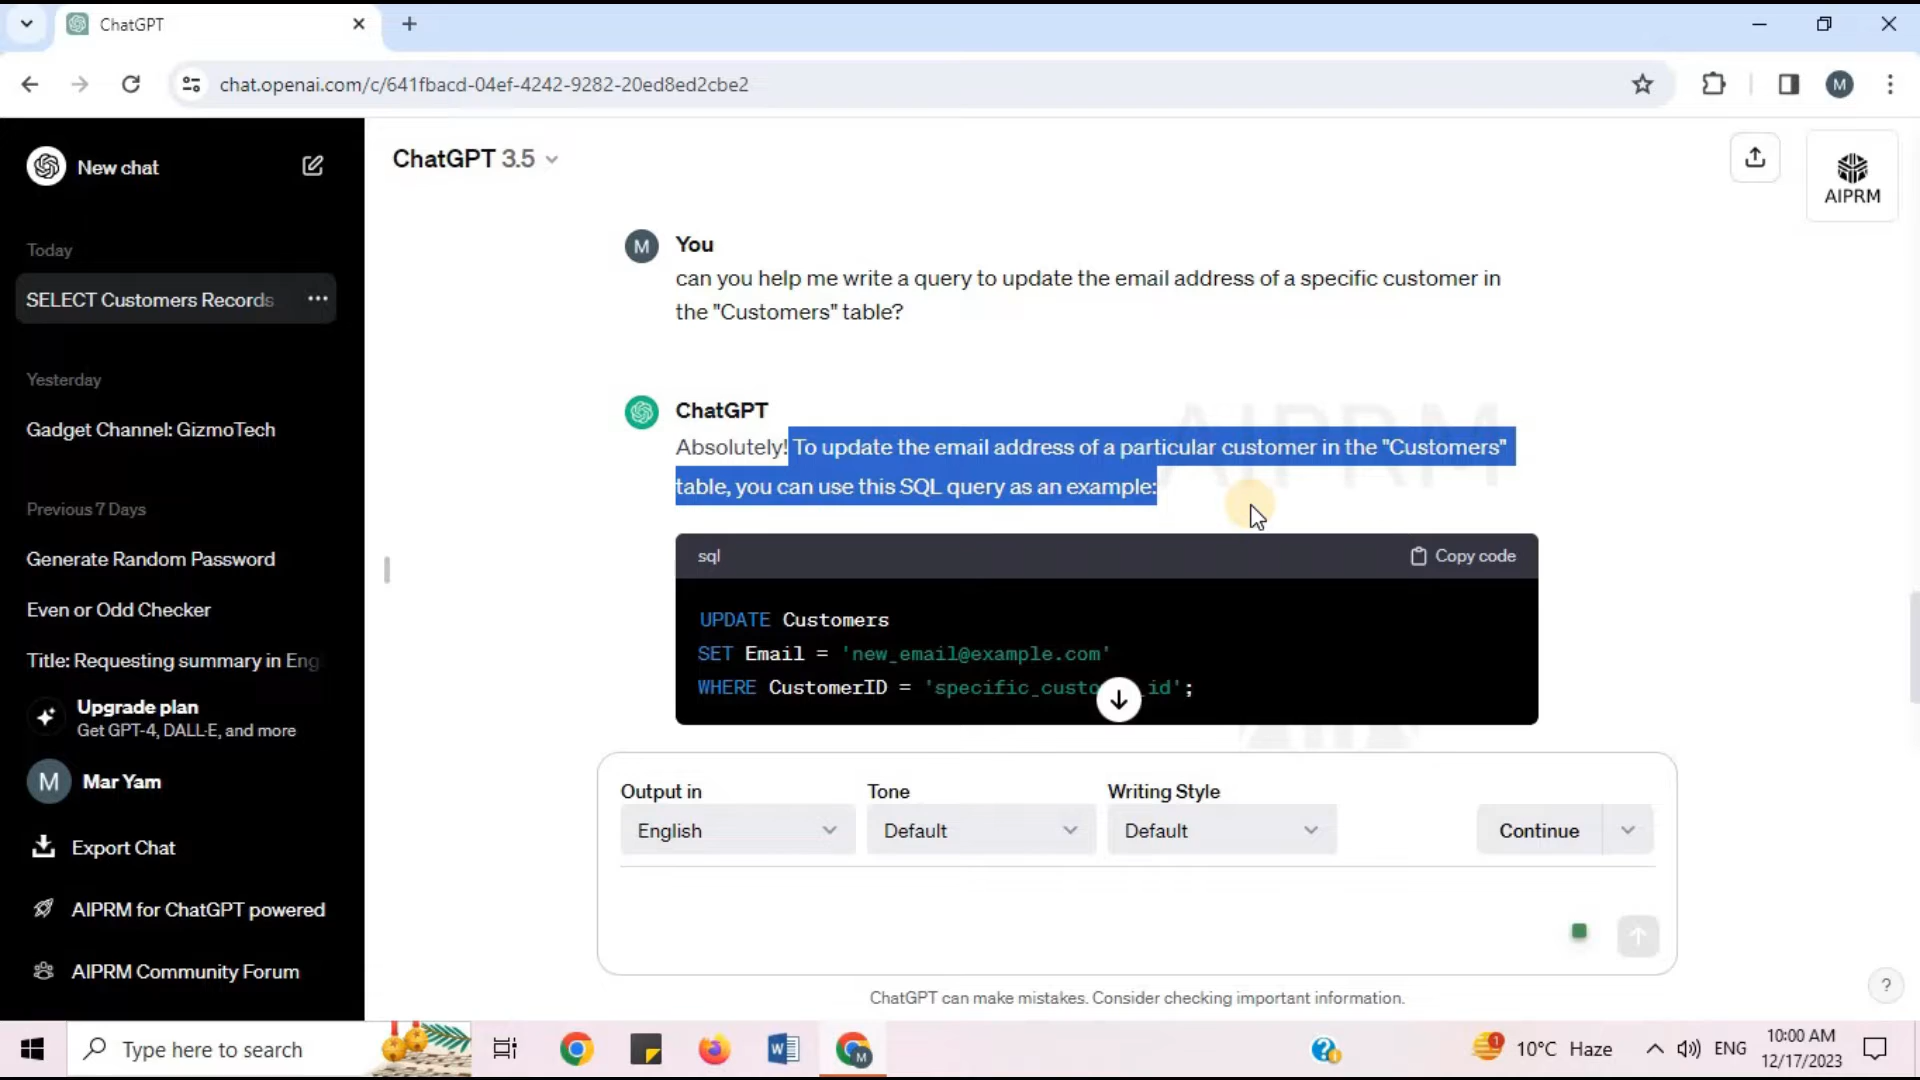 ChatGPT
chat.openai.com/c/641fbacd-04ef-4242-9282-20ed8ed2cbe2
M
New chat
ChatGPT 3.5
AIPRM
Today
SELECT Customers Records
Yesterday
Gadget Channel: GizmoTech
Previous 7 Days
Generate Random Password
Even or Odd Checker
Title: Requesting summary in Eng
Upgrade plan
Get GPT-4, DALL·E, and more
M
Mar Yam
Export Chat
AIPRM for ChatGPT powered
AIPRM Community Forum
M
You
can you help me write a query to update the email address of a specific customer in
the "Customers" table?
ChatGPT
AIPRM
Absolutely! To update the email address of a particular customer in the "Customers"
table, you can use this SQL query as an example:
sql
Copy code
UPDATE Customers
SET Email = 'new_email@example.com'
WHERE CustomerID = 'specific_custo id';
Output in
Tone
Writing Style
English
Default
Default
Continue
ChatGPT can make mistakes. Consider checking important information.
?
Type here to search
M
1
10°C Haze
ENG
10:00 AM
12/17/2023